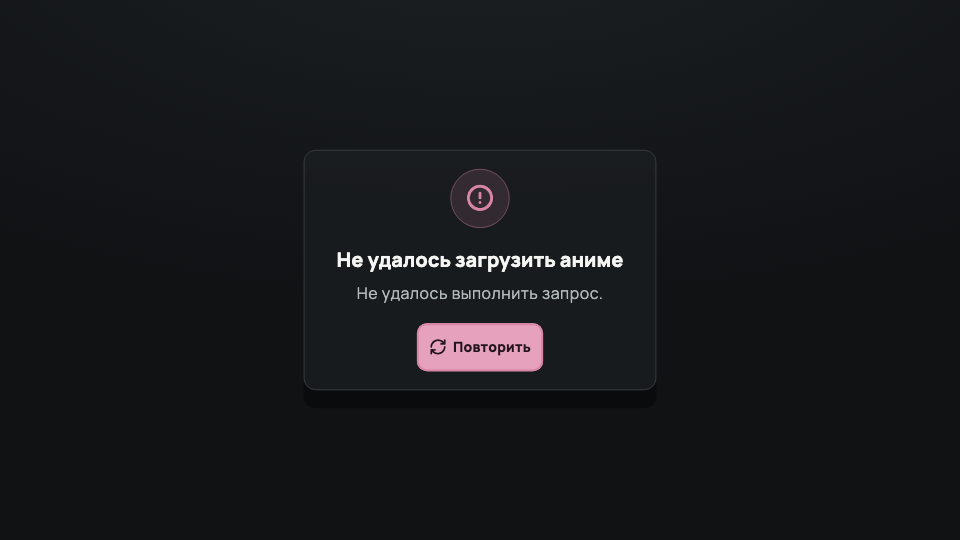 Не удалось загрузить аниме
Не удалось выполнить запрос.
Повторить